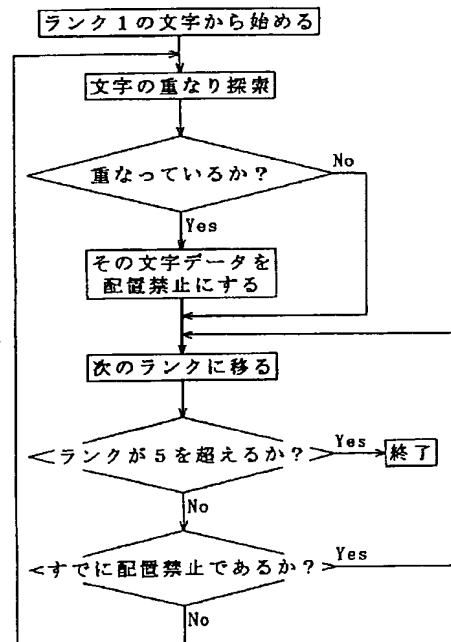 ランク1の文字から始める
文字の重なり探索
重なっているか？
No
Yes
その文字データを
配置禁止にする
次のランクに移る
ランクが5を超えるか？
Yes
終了
No
すでに配置禁止であるか？
Yes
No